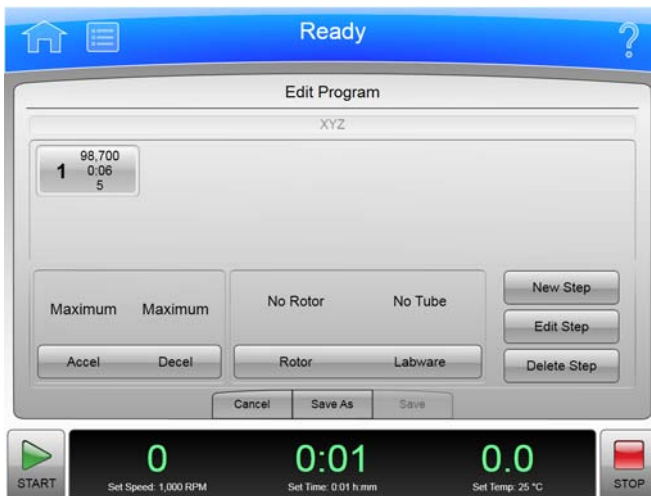 Ready
?
Edit Program
XYZ
1
98,700
0:06
5
Maximum Maximum
Accel Decel
No Rotor No Tube
Rotor Labware
New Step
Edit Step
Delete Step
Cancel Save As Save
START
0
Set Speed: 1,000 RPM
0:01
Set Time: 0:01 h:mm
0.0
Set Temp: 25 °C
STOP